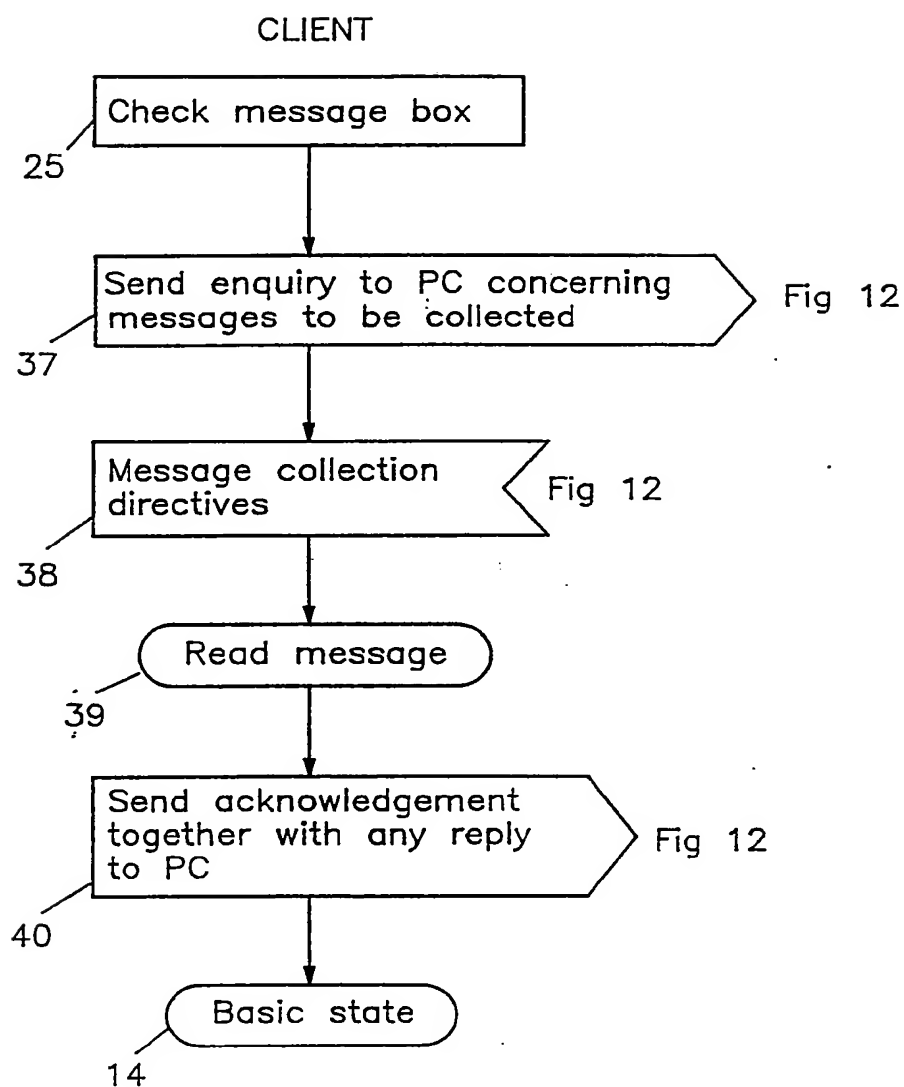 CLIENT
Check message box
25
Send enquiry to PC concerning
messages to be collected
Fig 12
37
Message collection
directives
Fig 12
38
Read message
39
Send acknowledgement
together with any reply
to PC
Fig 12
40
Basic state
14